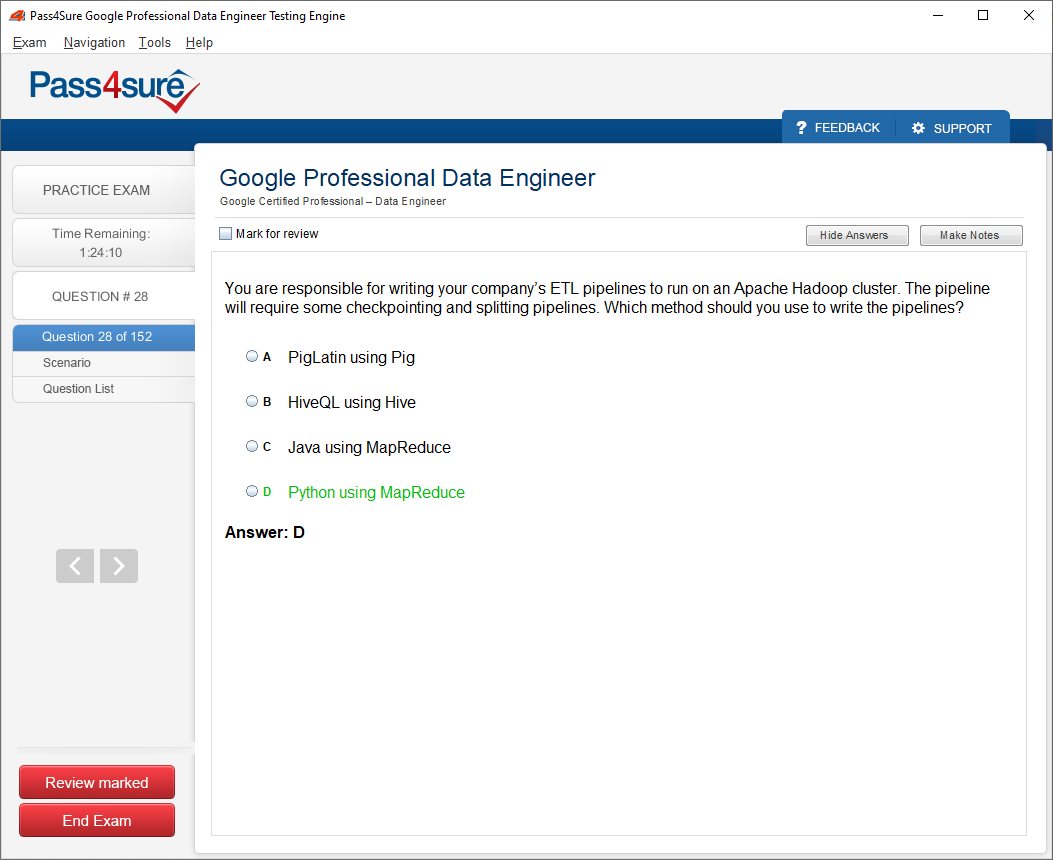 Pass4Sure Google Professional Data Engineer Testing Engine
Exam Navigation Tools Help
Pass4sure
? FEEDBACK SUPPORT
PRACTICE EXAM
Time Remaining:
1:24:10
QUESTION # 28
Question 28 of 152
Scenario
Question List
Google Professional Data Engineer
Google Certified Professional – Data Engineer
Mark for review
Hide Answers Make Notes
You are responsible for writing your company’s ETL pipelines to run on an Apache Hadoop cluster. The pipeline
will require some checkpointing and splitting pipelines. Which method should you use to write the pipelines?
A PigLatin using Pig
B HiveQL using Hive
C Java using MapReduce
D Python using MapReduce
Answer: D
Review marked
End Exam